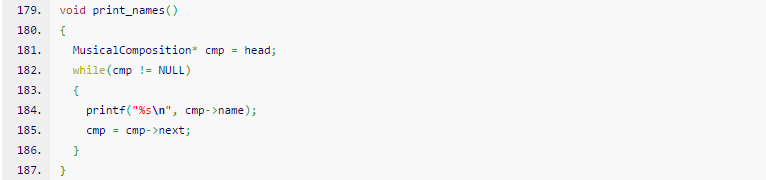 179. void print_names()
180. {
181.   MusicalComposition* cmp = head;
182.   while(cmp != NULL)
183.   {
184.     printf("%s\n", cmp->name);
185.     cmp = cmp->next;
186.   }
187. }